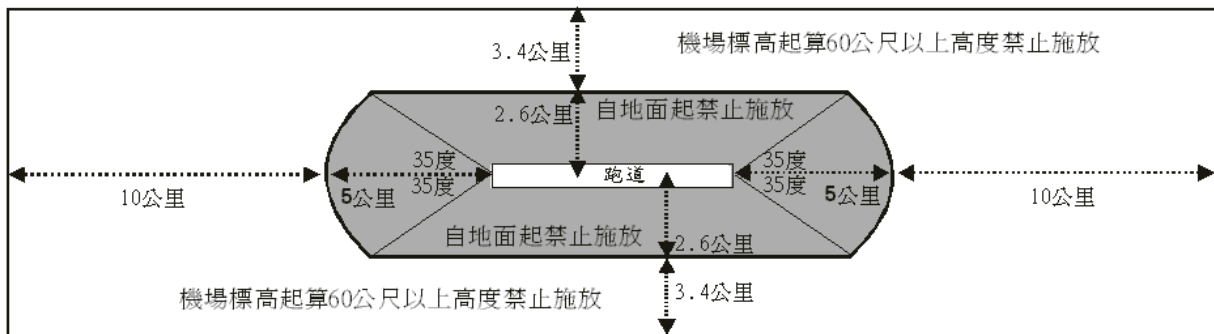 3.4公里
機場標高起算60公尺以上高度禁止施放
2.6公里
自地面起禁止施放
35度
35度
跑道
35度
35度
10公里
5公里
5公里
10公里
自地面起禁止施放
2.6公里
機場標高起算60公尺以上高度禁止施放
3.4公里